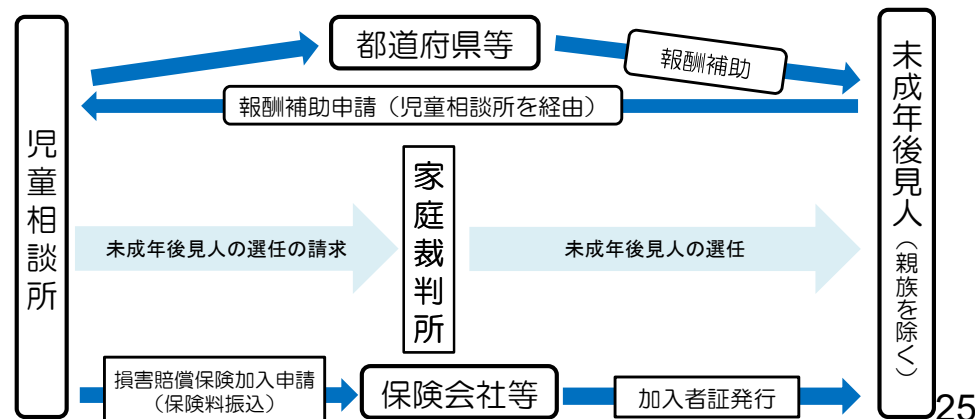 都道府県等
報酬補助
報酬補助申請（児童相談所を経由）
児童相談所
未成年後見人（親族を除く）
家庭裁判所
未成年後見人の選任の請求
未成年後見人の選任
損害賠償保険加入申請
（保険料振込）
保険会社等
加入者証発行
25